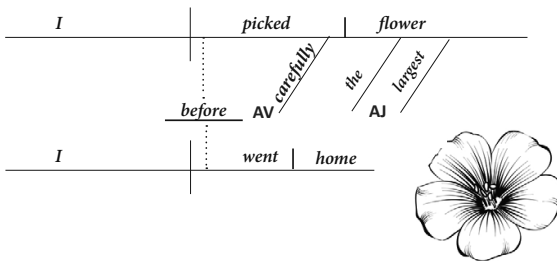 I picked flower
carefully the largest
before AV AJ
I went home